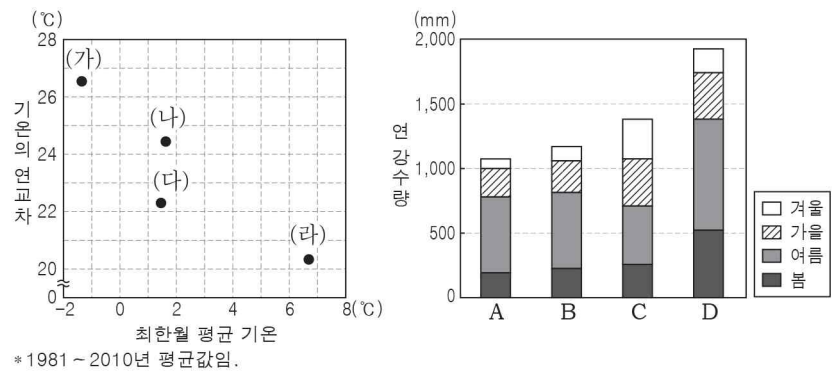 (℃)
28
26
24
22
20
0
기온의 연교차
(가)
(나)
(다)
(라)
-2 0 2 4 6 8(℃)
최한월 평균 기온
*1981~2010년 평균값임.
(mm)
2,000
1,500
1,000
500
0
연강수량
A B C D
겨울
가을
여름
봄